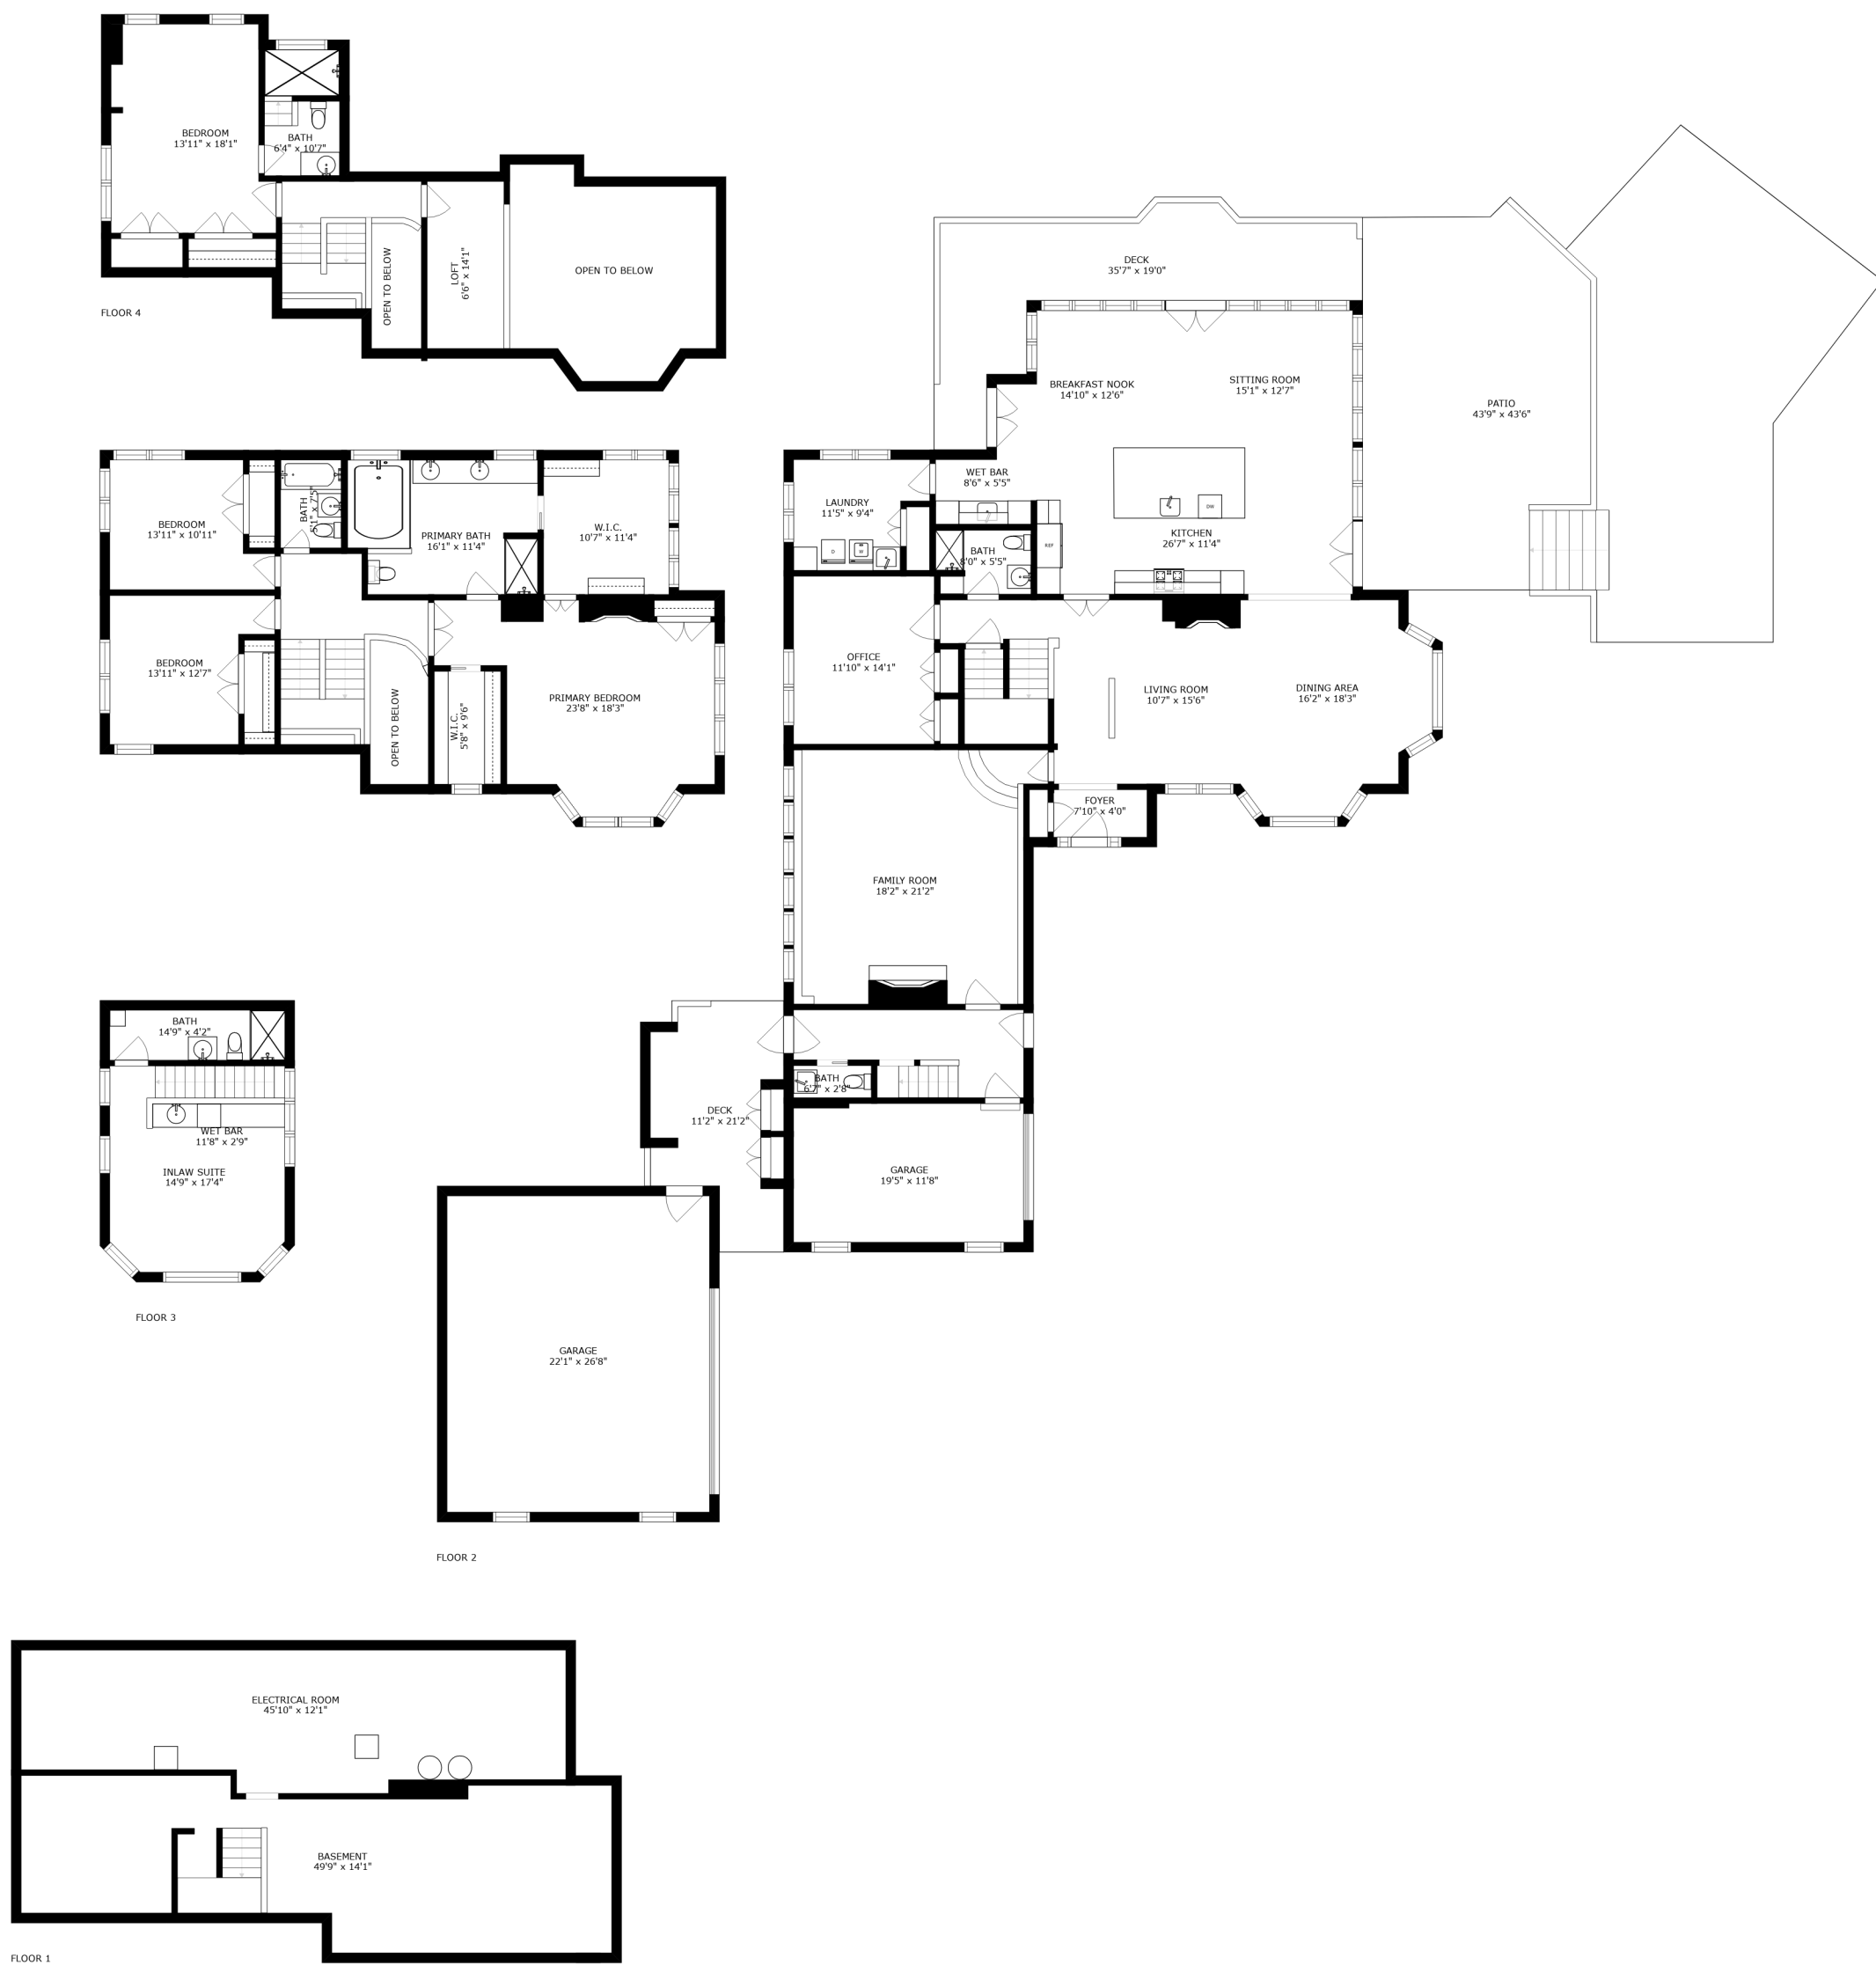 BEDROOM
13'11" x 18'1"
BATH
6'4" x 10'7"
OPEN TO BELOW
LOFT
6'6" x 14'1"
OPEN TO BELOW
FLOOR 4
DECK
35'7" x 19'0"
BREAKFAST NOOK
14'10" x 12'6"
SITTING ROOM
15'1" x 12'7"
PATIO
43'9" x 43'6"
WET BAR
8'6" x 5'5"
LAUNDRY
11'5" x 9'4"
D
W
DW
REF
KITCHEN
26'7" x 11'4"
BATH
8'0" x 5'5"
OFFICE
11'10" x 14'1"
LIVING ROOM
10'7" x 15'6"
DINING AREA
16'2" x 18'3"
FOYER
7'10" x 4'0"
FAMILY ROOM
18'2" x 21'2"
BEDROOM
13'11" x 10'11"
BATH
5'1" x 7'5"
PRIMARY BATH
16'1" x 11'4"
W.I.C.
10'7" x 11'4"
BEDROOM
13'11" x 12'7"
OPEN TO BELOW
W.I.C.
5'8" x 9'6"
PRIMARY BEDROOM
23'8" x 18'3"
BATH
14'9" x 4'2"
WET BAR
11'8" x 2'9"
INLAW SUITE
14'9" x 17'4"
FLOOR 3
BATH
6'7" x 2'8"
DECK
11'2" x 21'2"
GARAGE
19'5" x 11'8"
GARAGE
22'1" x 26'8"
FLOOR 2
ELECTRICAL ROOM
45'10" x 12'1"
BASEMENT
49'9" x 14'1"
FLOOR 1